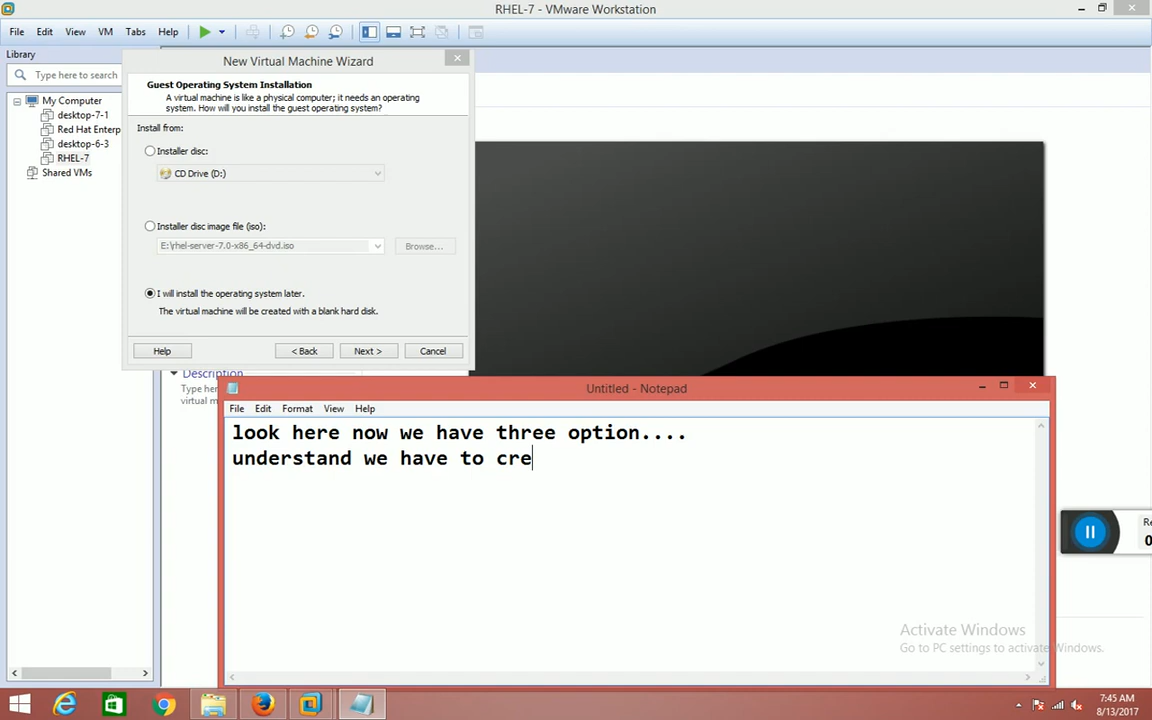 RHEL-7 - VMware Workstation
File Edit View VM Tabs Help
Library
Type here to search
My Computer
desktop-7-1
Red Hat Enterp
desktop-6-3
RHEL-7
Shared VMs
New Virtual Machine Wizard
Guest Operating System Installation
A virtual machine is like a physical computer; it needs an operating
system. How will you install the guest operating system?
Install from:
Installer disc:
CD Drive (D:)
Installer disc image file (iso):
E:\rhel-server-7.0-x86_64-dvd.iso
Browse...
I will install the operating system later.
The virtual machine will be created with a blank hard disk.
Help < Back Next > Cancel
Description
Type her
virtual m
Untitled - Notepad
File Edit Format View Help
look here now we have three option....
understand we have to cre
Re
0
Activate Windows
Go to PC settings to activate Windows.
7:45 AM
8/13/2017